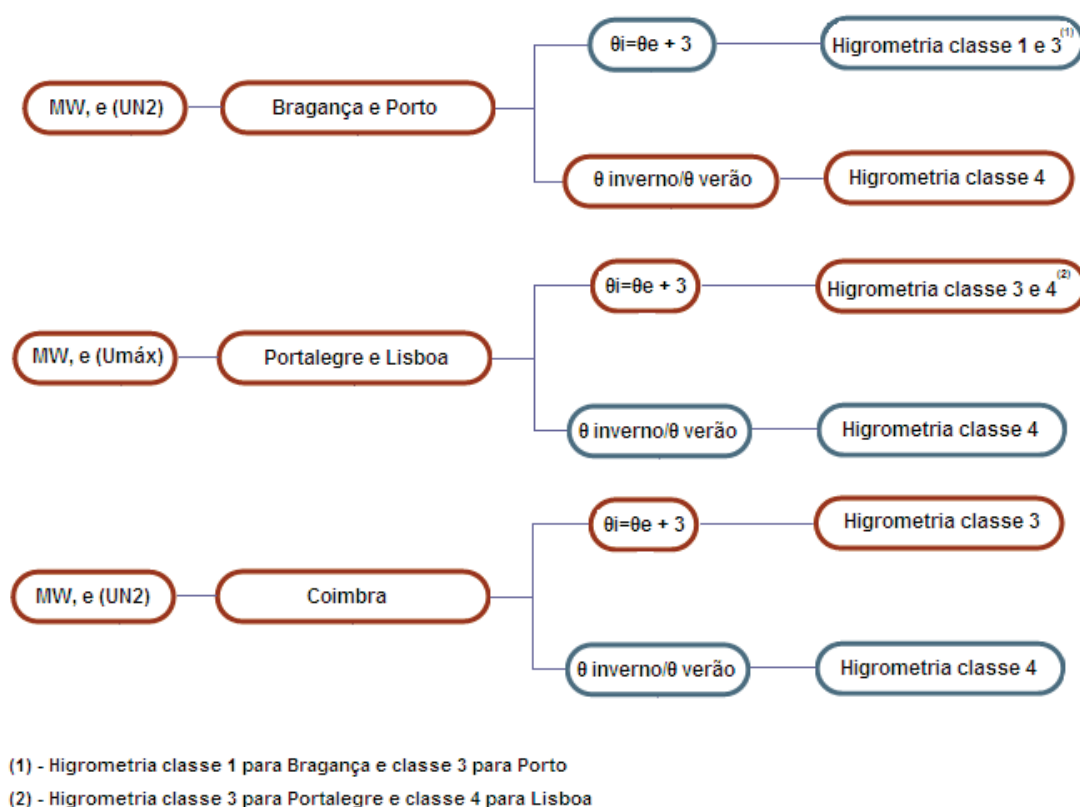 θi=θe + 3
Higrometria classe 1 e 3(1)
MW, e (UN2)
Bragança e Porto
θ inverno/θ verão
Higrometria classe 4
θi=θe + 3
Higrometria classe 3 e 4(2)
MW, e (Umáx)
Portalegre e Lisboa
θ inverno/θ verão
Higrometria classe 4
θi=θe + 3
Higrometria classe 3
MW, e (UN2)
Coimbra
θ inverno/θ verão
Higrometria classe 4
(1) - Higrometria classe 1 para Bragança e classe 3 para Porto
(2) - Higrometria classe 3 para Portalegre e classe 4 para Lisboa